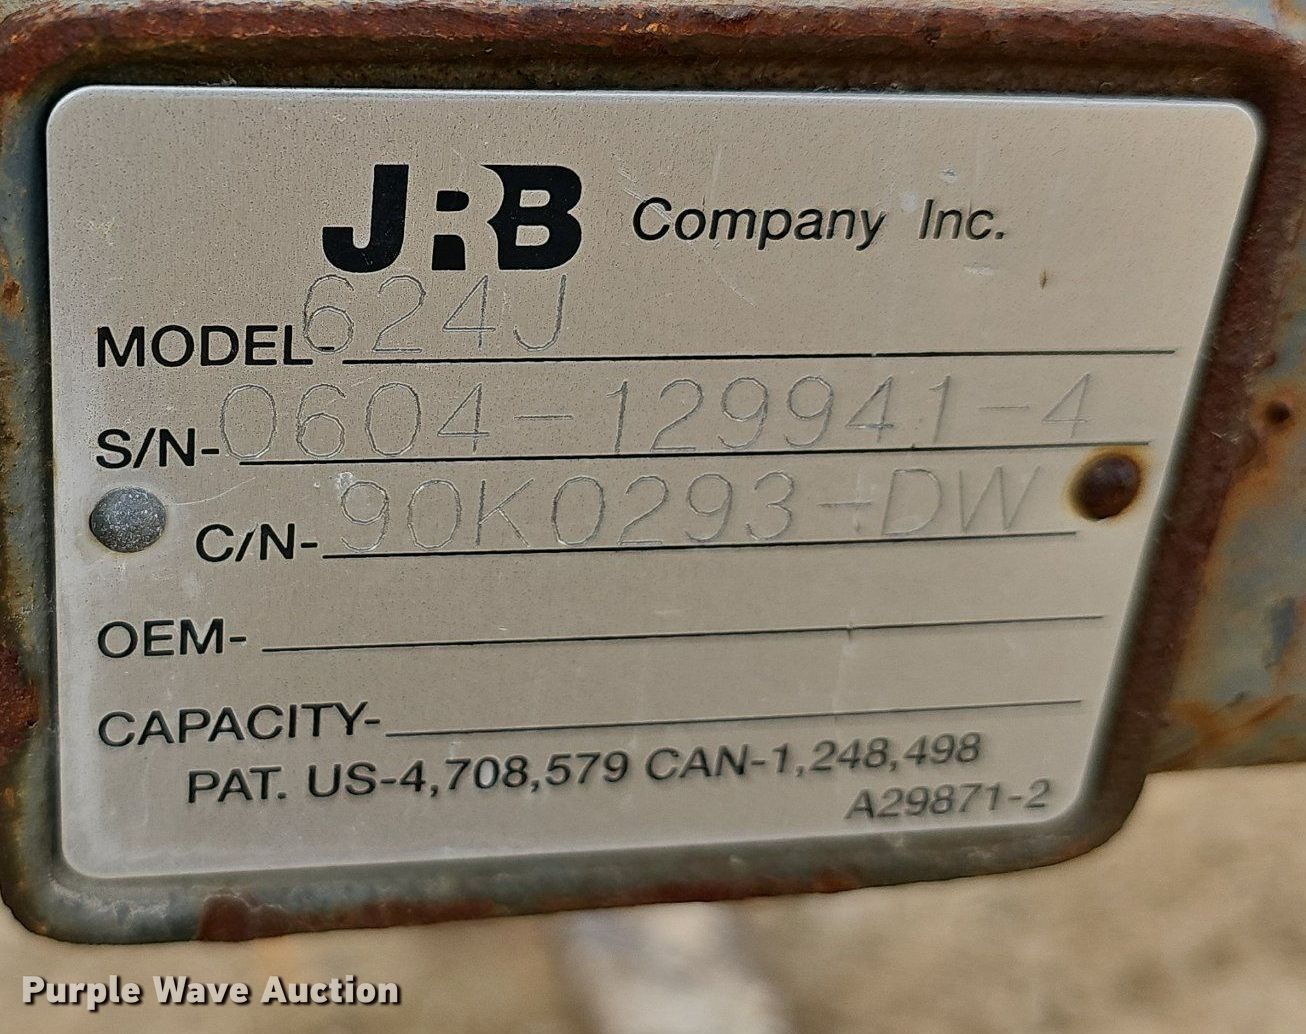 JRB Company Inc.
MODEL- 624J
S/N- 0604-129941-4
C/N- 90K0293-DW
OEM-
CAPACITY-
PAT. US-4,708,579 CAN-1,248,498
A29871-2
Purple Wave Auction